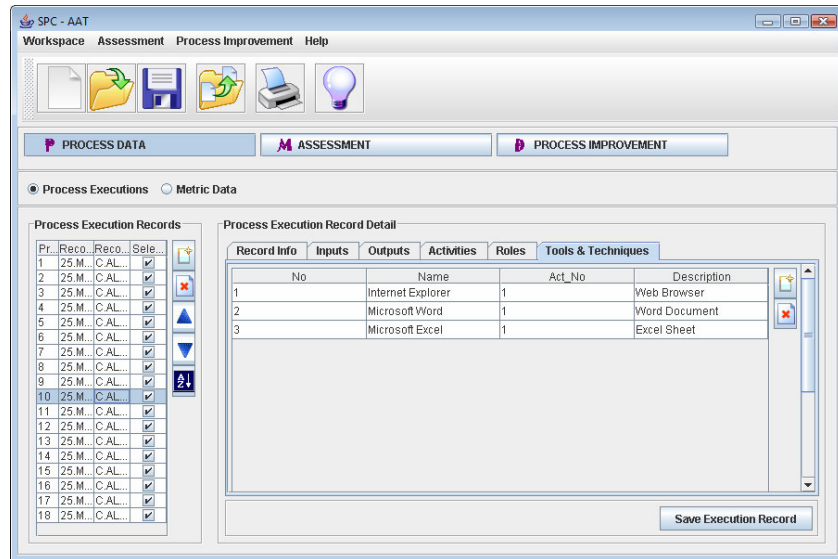 SPC - AAT
Workspace Assessment Process Improvement Help
P PROCESS DATA M ASSESSMENT PROCESS IMPROVEMENT
Process Executions Metric Data
Process Execution Records Process Execution Record Detail
Record Info Inputs Outputs Activities Roles Tools & Techniques
Pr... Reco... Reco... Sele...
No Name Act_No Description
1 25.M... C.AL...
2 25.M... C.AL...
3 25.M... C.AL...
4 25.M... C.AL...
5 25.M... C.AL...
6 25.M... C.AL...
7 25.M... C.AL...
8 25.M... C.AL...
9 25.M... C.AL...
10 25.M... C.AL...
11 25.M... C.AL...
12 25.M... C.AL...
13 25.M... C.AL...
14 25.M... C.AL...
15 25.M... C.AL...
16 25.M... C.AL...
17 25.M... C.AL...
18 25.M... C.AL...
A Z
1 Internet Explorer 1 Web Browser
2 Microsoft Word 1 Word Document
3 Microsoft Excel 1 Excel Sheet
Save Execution Record